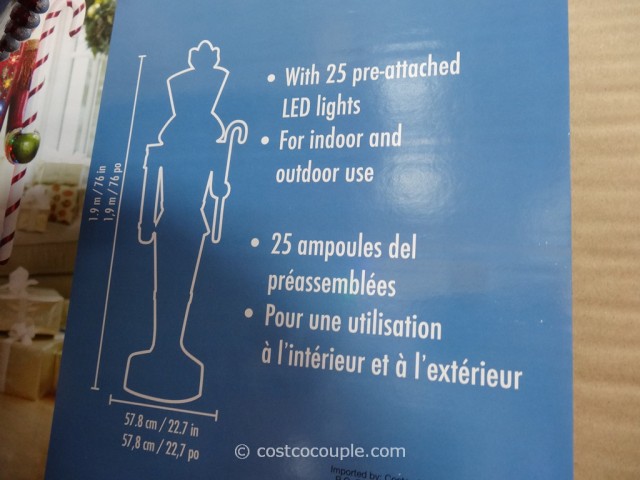 • With 25 pre-attached
LED lights
• For indoor and
outdoor use
• 25 ampoules del
préassemblées
• Pour une utilisation
à l'intérieur et à l'extérieur
1.9 m / 76 in
1,9 m / 76 po
57.8 cm / 22.7 in
57,8 cm / 22,7 po
© costcocouple.com
Imported by: